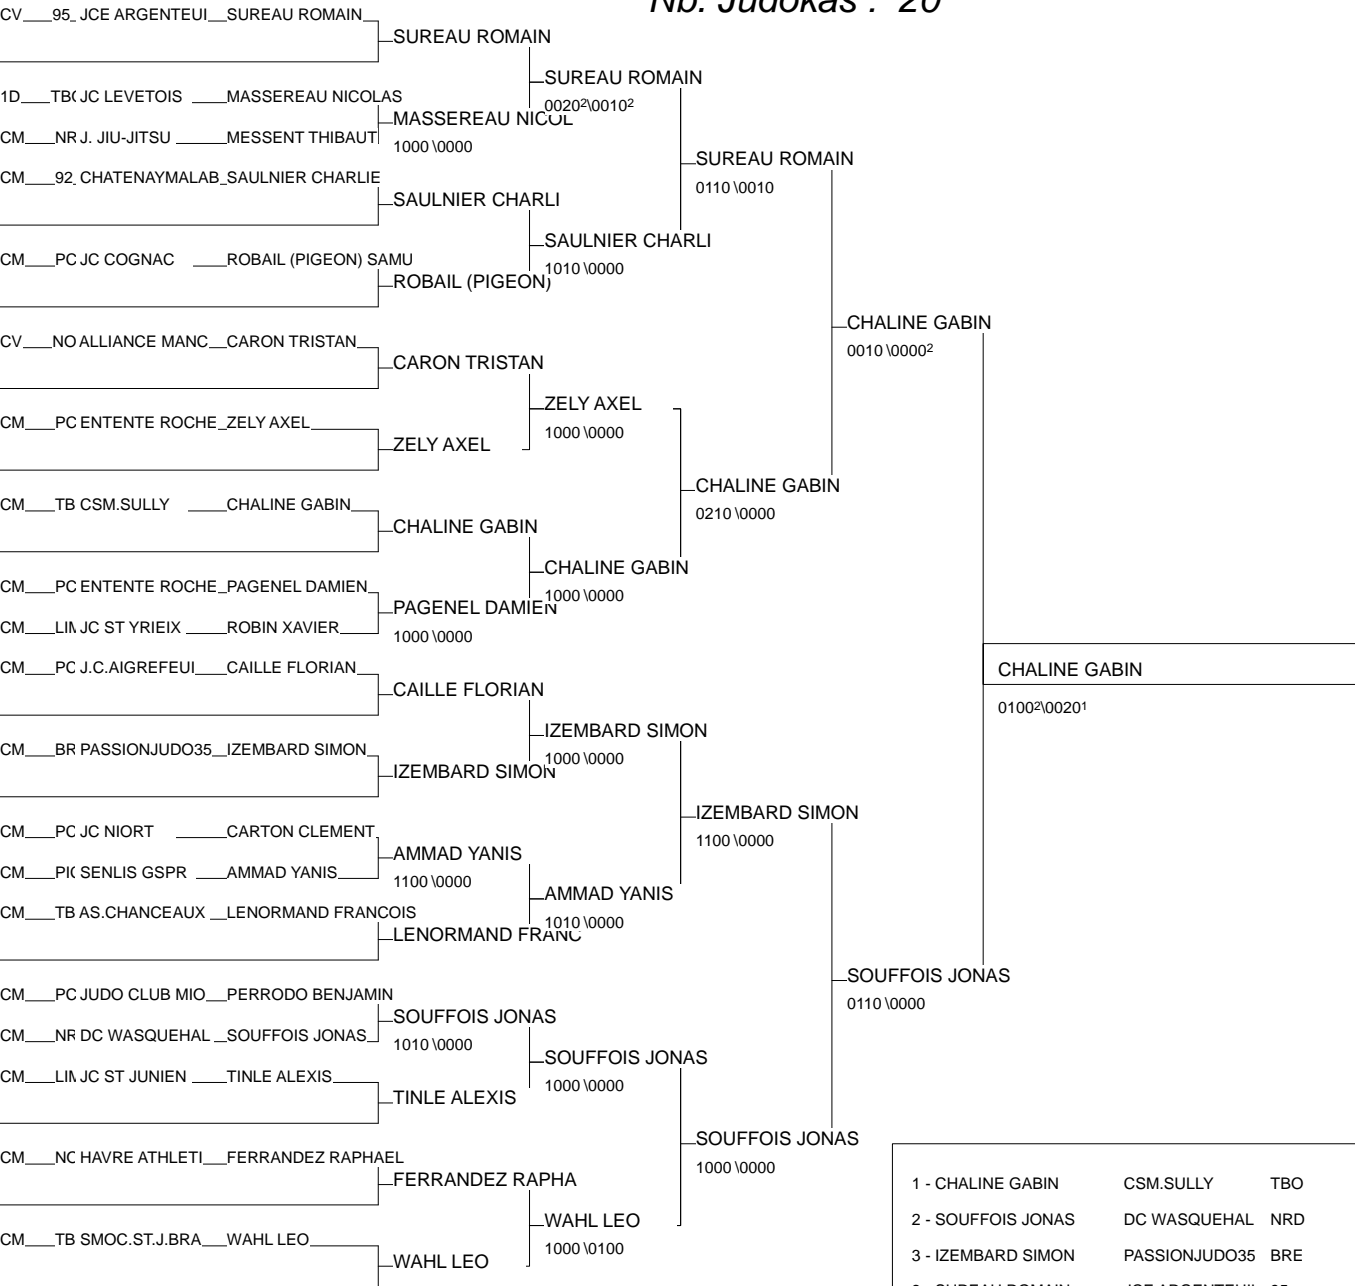 Nb. Judokas : 20
CV 95 JCE ARGENTEUI SUREAU ROMAIN
SUREAU ROMAIN
SUREAU ROMAIN
0020²\0010²
1D TBO JC LEVETOIS MASSEREAU NICOLAS
MASSEREAU NICOL
1000 \0000
CM NR J. JIU-JITSU MESSENT THIBAUT
SUREAU ROMAIN
0110 \0010
CM 92 CHATENAYMALAB SAULNIER CHARLIE
SAULNIER CHARLI
SAULNIER CHARLI
1010 \0000
CM PC JC COGNAC ROBAIL (PIGEON) SAMU
ROBAIL (PIGEON)
CHALINE GABIN
0010 \0000²
CV NO ALLIANCE MANC CARON TRISTAN
CARON TRISTAN
ZELY AXEL
1000 \0000
CM PC ENTENTE ROCHE ZELY AXEL
ZELY AXEL
CHALINE GABIN
0210 \0000
CM TB CSM.SULLY CHALINE GABIN
CHALINE GABIN
CHALINE GABIN
1000 \0000
CM PC ENTENTE ROCHE PAGENEL DAMIEN
PAGENEL DAMIEN
1000 \0000
CM LIM JC ST YRIEIX ROBIN XAVIER
CHALINE GABIN
0100²\0020¹
CM PC J.C.AIGREFEUI CAILLE FLORIAN
CAILLE FLORIAN
IZEMBARD SIMON
1000 \0000
CM BR PASSIONJUDO35 IZEMBARD SIMON
IZEMBARD SIMON
IZEMBARD SIMON
1100 \0000
CM PC JC NIORT CARTON CLEMENT
AMMAD YANIS
1100 \0000
CM PIC SENLIS GSPR AMMAD YANIS
AMMAD YANIS
1010 \0000
CM TB AS.CHANCEAUX LENORMAND FRANCOIS
LENORMAND FRANC
SOUFFOIS JONAS
0110 \0000
CM PC JUDO CLUB MIO PERRODO BENJAMIN
SOUFFOIS JONAS
1010 \0000
CM NR DC WASQUEHAL SOUFFOIS JONAS
SOUFFOIS JONAS
1000 \0000
CM LIM JC ST JUNIEN TINLE ALEXIS
TINLE ALEXIS
SOUFFOIS JONAS
1000 \0000
CM NC HAVRE ATHLETI FERRANDEZ RAPHAEL
FERRANDEZ RAPHA
WAHL LEO
1000 \0100
CM TB SMOC.ST.J.BRA WAHL LEO
WAHL LEO
1 - CHALINE GABIN CSM.SULLY TBO
2 - SOUFFOIS JONAS DC WASQUEHAL NRD
3 - IZEMBARD SIMON PASSIONJUDO35 BRE